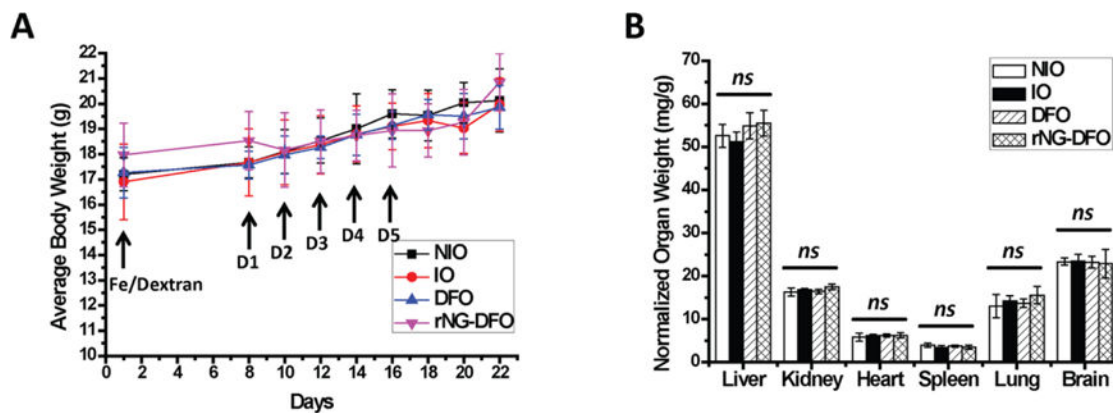 A
Average Body Weight (g)
22
21
20
19
18
17
16
15
14
13
12
11
10
Fe/Dextran
D1
D2
D3
D4
D5
NIO
IO
DFO
rNG-DFO
0 2 4 6 8 10 12 14 16 18 20 22
Days
B
Normalized Organ Weight (mg/g)
70
60
50
40
30
20
10
0
ns
ns
ns
ns
ns
ns
NIO
IO
DFO
rNG-DFO
Liver Kidney Heart Spleen Lung Brain